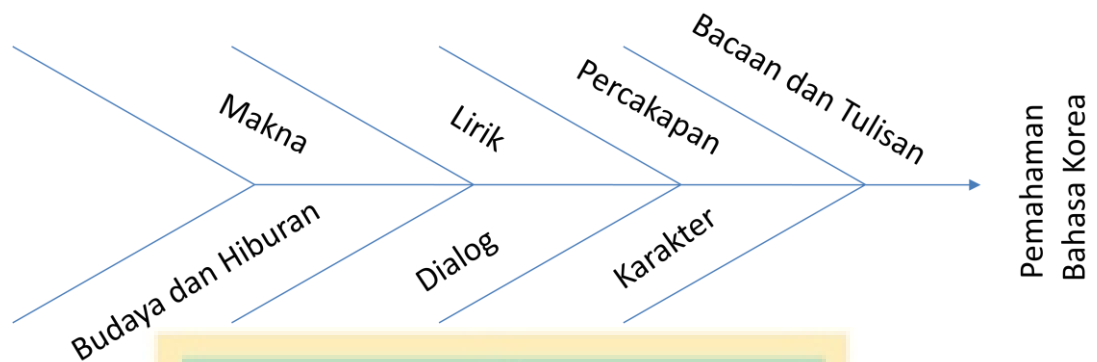 Makna
Lirik
Percakapan
Bacaan dan Tulisan
Budaya dan Hiburan
Dialog
Karakter
Pemahaman
Bahasa Korea